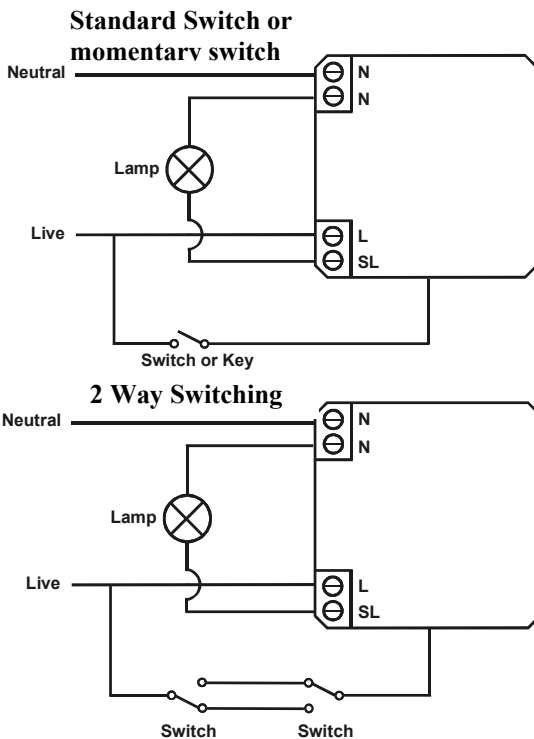 Standard Switch or
momentary switch
Neutral
N
N
Lamp
Live
L
SL
Switch or Key
2 Way Switching
Neutral
N
N
Lamp
Live
L
SL
Switch Switch